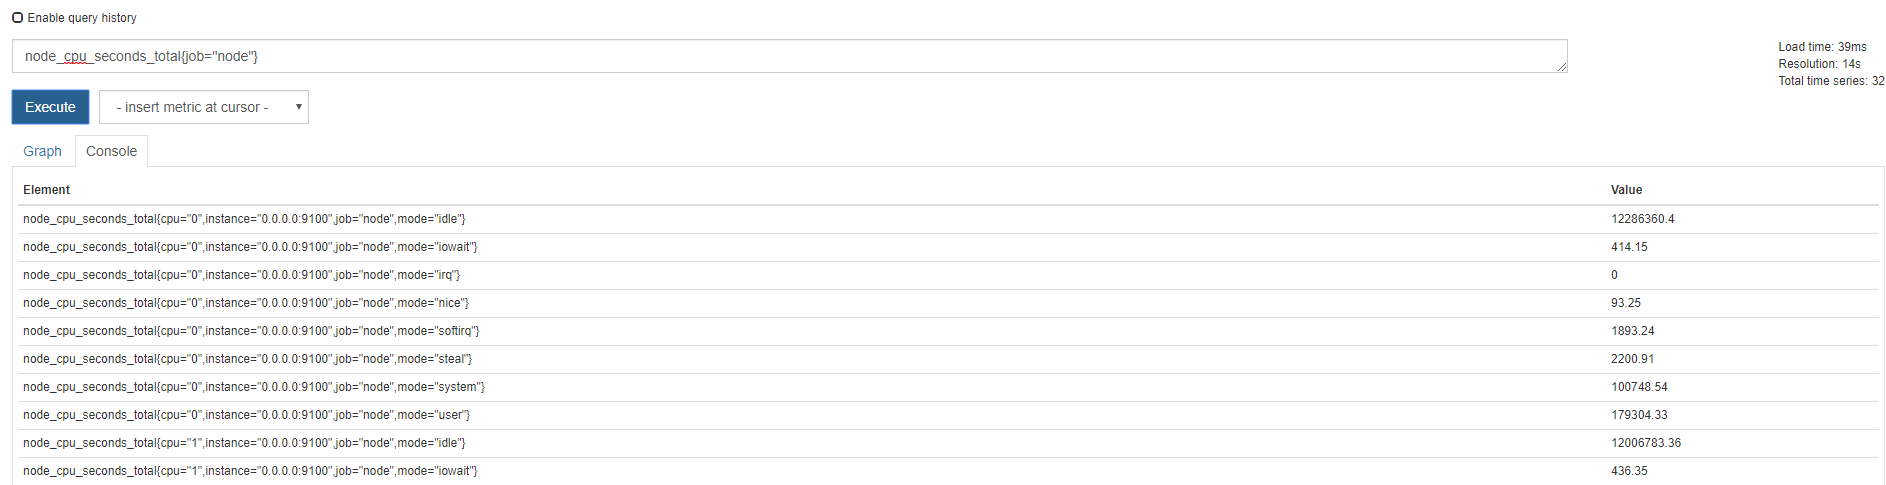 Enable query history
node_cpu_seconds_total{job="node"}
Load time: 39ms
Resolution: 14s
Total time series: 32
Execute
- insert metric at cursor -
Graph
Console
Element Value
node_cpu_seconds_total{cpu="0",instance="0.0.0.0:9100",job="node",mode="idle"} 12286360.4
node_cpu_seconds_total{cpu="0",instance="0.0.0.0:9100",job="node",mode="iowait"} 414.15
node_cpu_seconds_total{cpu="0",instance="0.0.0.0:9100",job="node",mode="irq"} 0
node_cpu_seconds_total{cpu="0",instance="0.0.0.0:9100",job="node",mode="nice"} 93.25
node_cpu_seconds_total{cpu="0",instance="0.0.0.0:9100",job="node",mode="softirq"} 1893.24
node_cpu_seconds_total{cpu="0",instance="0.0.0.0:9100",job="node",mode="steal"} 2200.91
node_cpu_seconds_total{cpu="0",instance="0.0.0.0:9100",job="node",mode="system"} 100748.54
node_cpu_seconds_total{cpu="0",instance="0.0.0.0:9100",job="node",mode="user"} 179304.33
node_cpu_seconds_total{cpu="1",instance="0.0.0.0:9100",job="node",mode="idle"} 12006783.36
node_cpu_seconds_total{cpu="1",instance="0.0.0.0:9100",job="node",mode="iowait"} 436.35